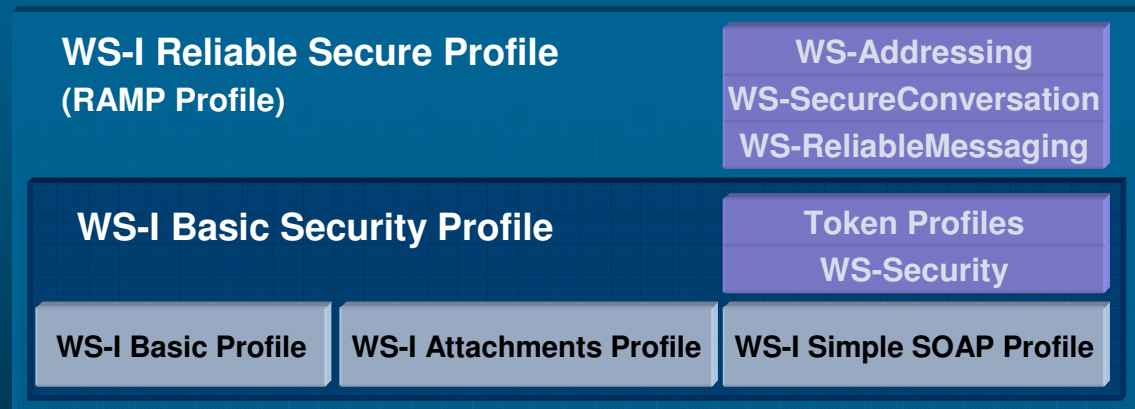 WS-I Reliable Secure Profile
(RAMP Profile)
WS-Addressing
WS-SecureConversation
WS-ReliableMessaging
WS-I Basic Security Profile
Token Profiles
WS-Security
WS-I Basic Profile
WS-I Attachments Profile
WS-I Simple SOAP Profile